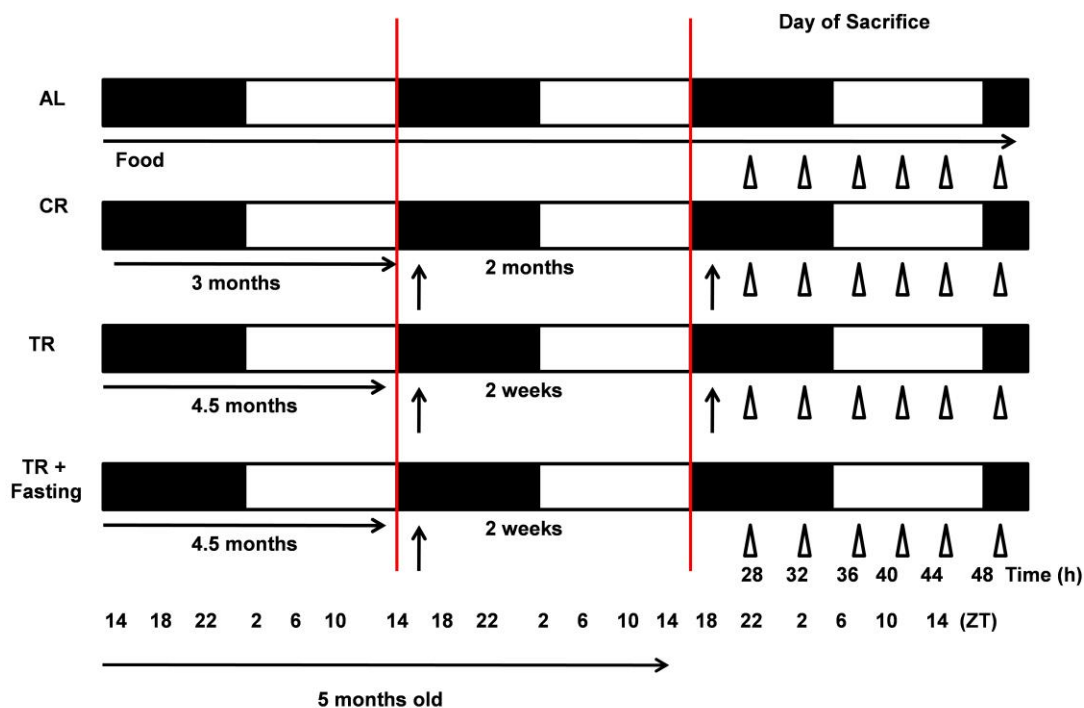 Day of Sacrifice
AL
Food
CR
3 months
2 months
TR
4.5 months
2 weeks
TR +
Fasting
4.5 months
2 weeks
28 32 36 40 44 48 Time (h)
14 18 22 2 6 10 14 18 22 2 6 10 14 18 22 2 6 10 14 (ZT)
5 months old